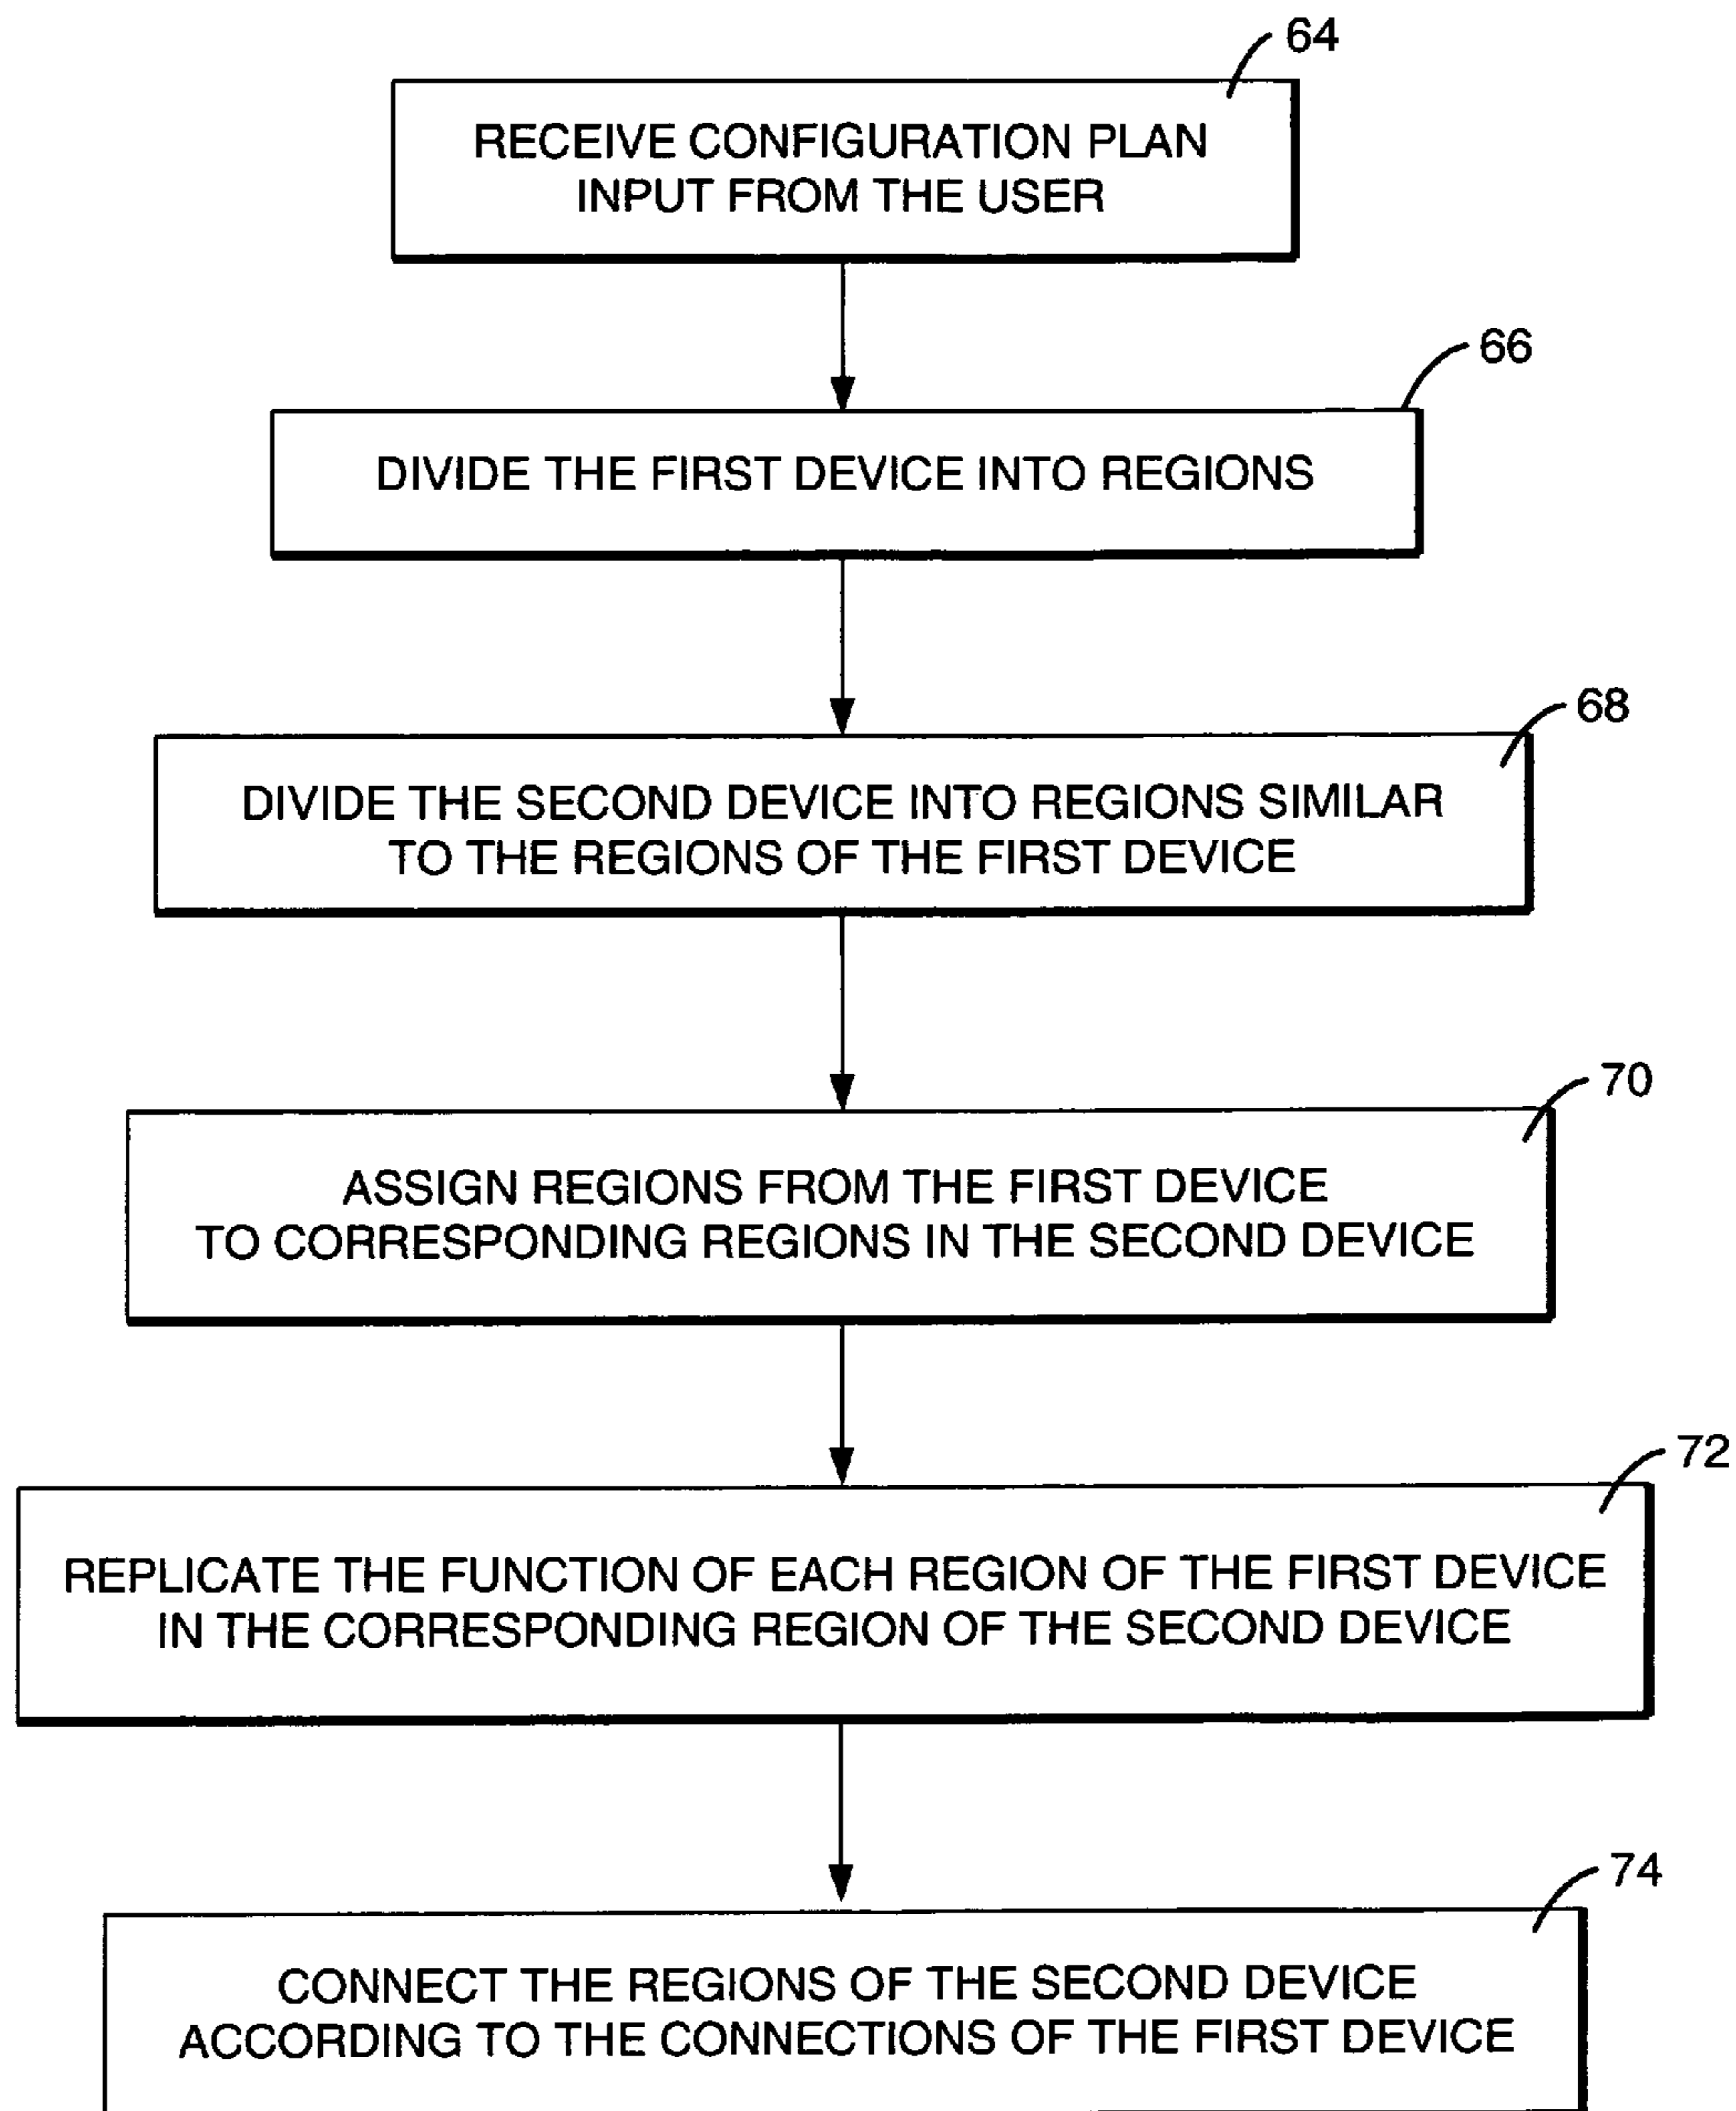 64
RECEIVE CONFIGURATION PLAN
INPUT FROM THE USER
66
DIVIDE THE FIRST DEVICE INTO REGIONS
68
DIVIDE THE SECOND DEVICE INTO REGIONS SIMILAR
TO THE REGIONS OF THE FIRST DEVICE
70
ASSIGN REGIONS FROM THE FIRST DEVICE
TO CORRESPONDING REGIONS IN THE SECOND DEVICE
72
REPLICATE THE FUNCTION OF EACH REGION OF THE FIRST DEVICE
IN THE CORRESPONDING REGION OF THE SECOND DEVICE
74
CONNECT THE REGIONS OF THE SECOND DEVICE
ACCORDING TO THE CONNECTIONS OF THE FIRST DEVICE